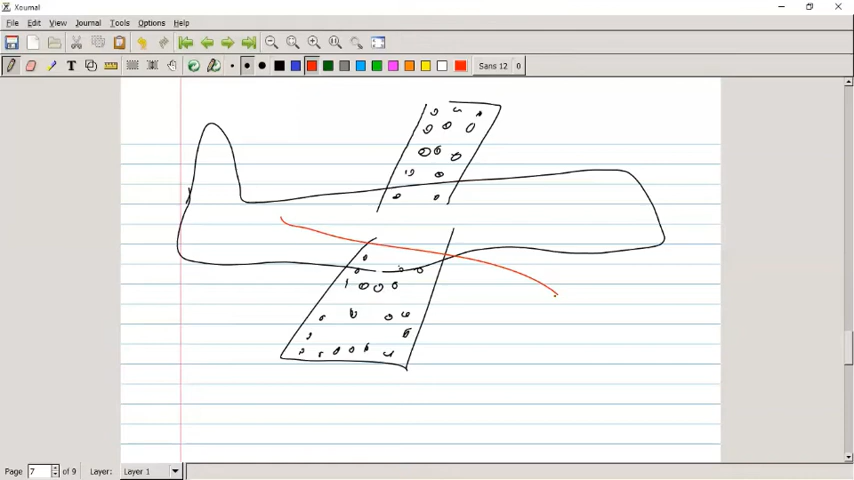 Xournal
File Edit View Journal Tools Options Help
Sans 12 0
Page 7 of 9 Layer: Layer 1